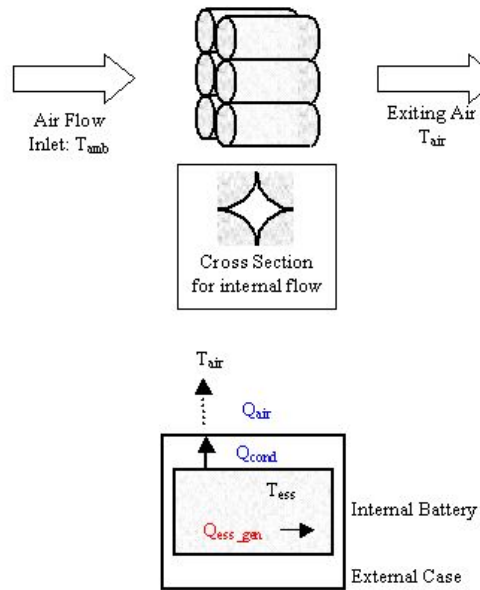 Air Flow
Inlet: Tamb
Exiting Air
Tair
Cross Section
for internal flow
Tair
Qair
Qcond
Tess
Qess_gen
Internal Battery
External Case